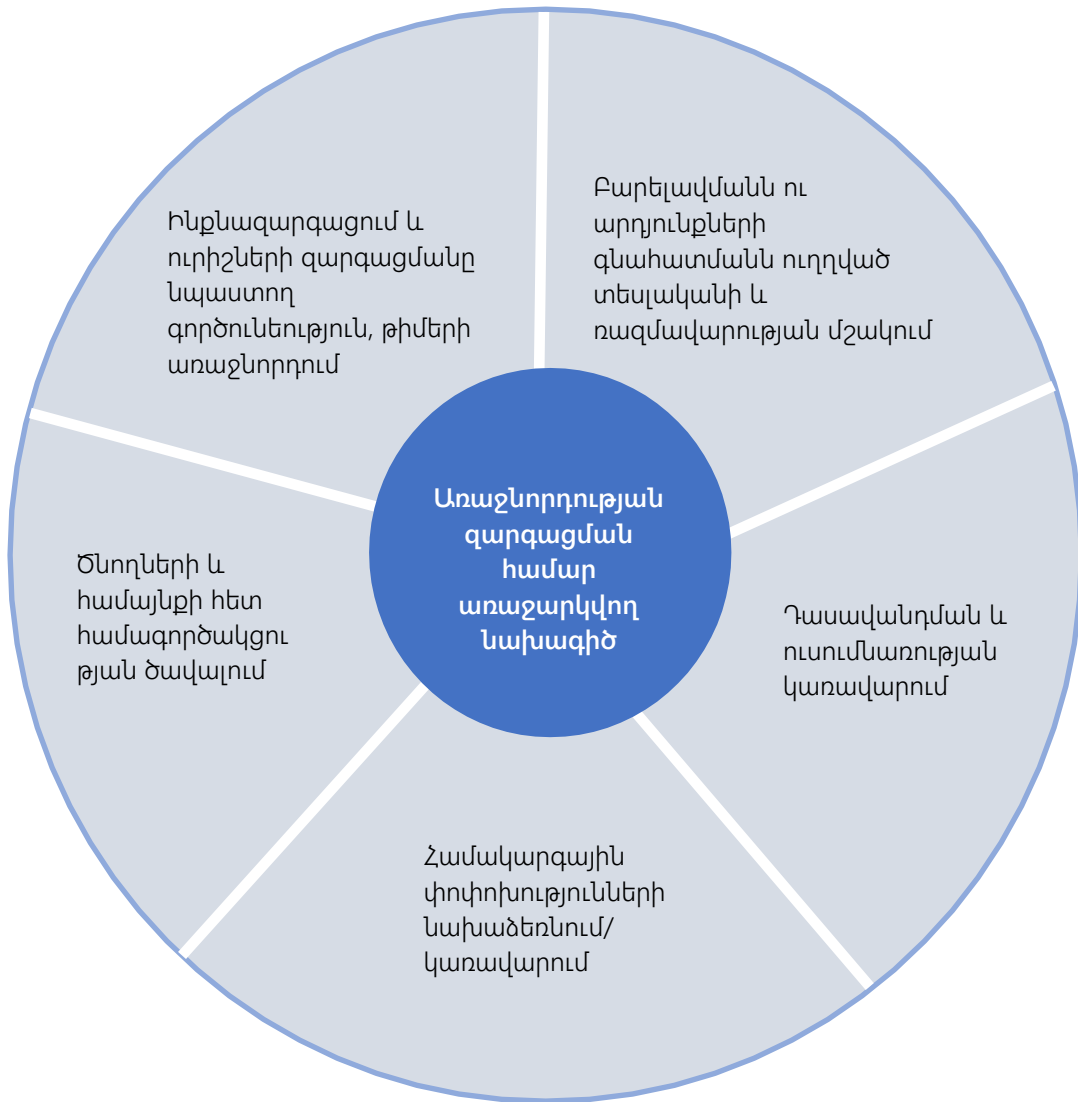 Ինքնազարգացում և
ուրիշների զարգացմանը
նպաստող
գործունեություն, թիմերի
առաջնորդում
Բարելավմանն ու
արդյունքների
գնահատմանն ուղղված
տեսլականի և
ռազմավարության մշակում
Առաջնորդության
զարգացման
համար
առաջարկվող
նախագիծ
Ծնողների և
համայնքի հետ
համագործակցու
թյան ծավալում
Դասավանդման և
ուսումնառության
կառավարում
Համակարգային
փոփոխությունների
նախաձեռնում/
կառավարում